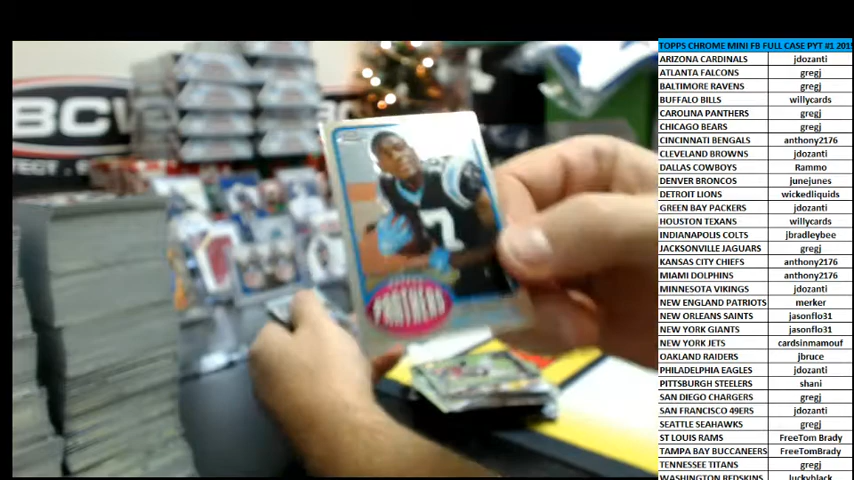 TOPPS CHROME MINI FB FULL CASE PYT #1 201
ARIZONA CARDINALS jdozanti
ATLANTA FALCONS gregj
BALTIMORE RAVENS gregj
BUFFALO BILLS willycards
CAROLINA PANTHERS gregj
CHICAGO BEARS gregj
CINCINNATI BENGALS anthony2176
CLEVELAND BROWNS jdozanti
DALLAS COWBOYS Rammo
DENVER BRONCOS junejunes
DETROIT LIONS wickedliquids
GREEN BAY PACKERS jdozanti
HOUSTON TEXANS willycards
INDIANAPOLIS COLTS jbradleybee
JACKSONVILLE JAGUARS gregj
KANSAS CITY CHIEFS anthony2176
MIAMI DOLPHINS anthony2176
MINNESOTA VIKINGS jdozanti
NEW ENGLAND PATRIOTS merker
NEW ORLEANS SAINTS jasonflo31
NEW YORK GIANTS jasonflo31
NEW YORK JETS cardsinmamouf
OAKLAND RAIDERS jbruce
PHILADELPHIA EAGLES jdozanti
PITTSBURGH STEELERS shani
SAN DIEGO CHARGERS gregj
SAN FRANCISCO 49ERS jdozanti
SEATTLE SEAHAWKS gregj
ST LOUIS RAMS FreeTom Brady
TAMPA BAY BUCCANEERS FreeTomBrady
TENNESSEE TITANS gregj
WASHINGTON REDSKINS luckyblack
BCW
PANTHERS